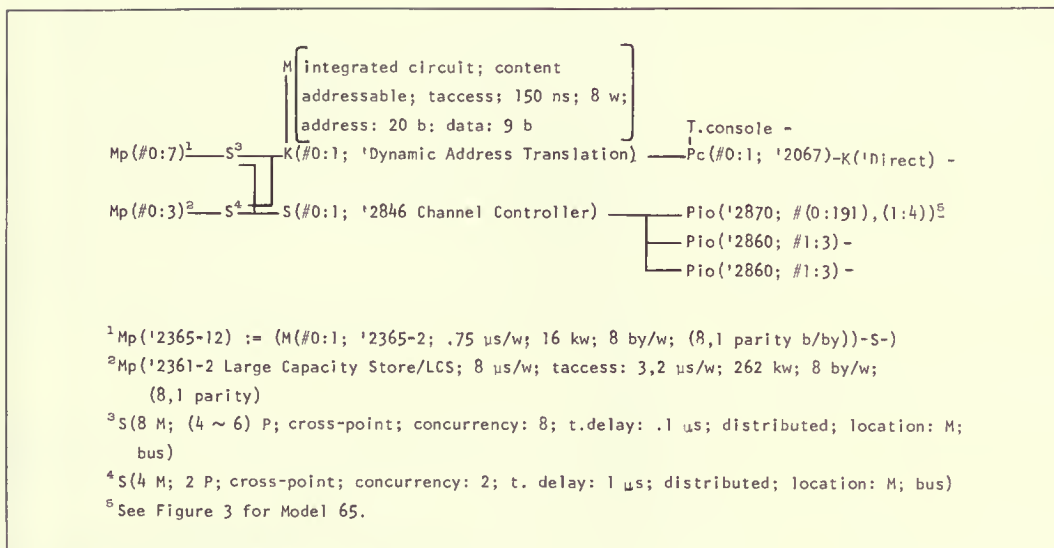 M integrated circuit; content
addressable; taccess; 150 ns; 8 w;
address: 20 b: data: 9 b
T.console -
Mp(#0:7)¹ S³ K(#0:1; 'Dynamic Address Translation) Pc(#0:1; '2067)-K('Direct) -
Mp(#0:3)² S⁴ S(#0:1; '2846 Channel Controller) Pio('2870; #(0:191),(1:4))⁵
Pio('2860; #1:3)-
Pio('2860; #1:3)-
¹Mp('2365-12) := (M(#0:1; '2365-2; .75 μs/w; 16 kw; 8 by/w; (8,1 parity b/by))-S-)
²Mp('2361-2 Large Capacity Store/LCS; 8 μs/w; taccess: 3,2 μs/w; 262 kw; 8 by/w;
(8,1 parity)
³S(8 M; (4 ~ 6) P; cross-point; concurrency: 8; t.delay: .1 μs; distributed; location: M;
bus)
⁴S(4 M; 2 P; cross-point; concurrency: 2; t. delay: 1 μs; distributed; location: M; bus)
⁵See Figure 3 for Model 65.